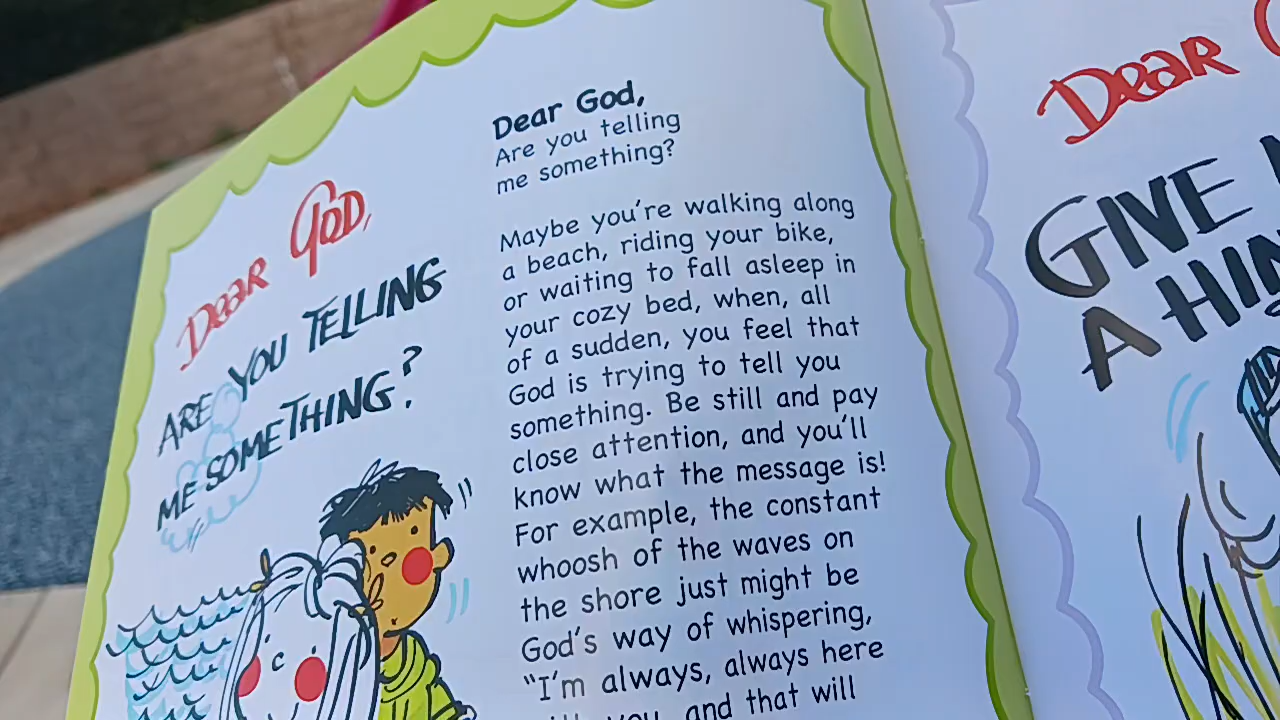 DEAR GOD,
ARE YOU TELLING
ME SOMETHING?
Dear God,
Are you telling
me something?
Maybe you're walking along
a beach, riding your bike,
or waiting to fall asleep in
your cozy bed, when, all
of a sudden, you feel that
God is trying to tell you
something. Be still and pay
close attention, and you'll
know what the message is!
For example, the constant
whoosh of the waves on
the shore just might be
God's way of whispering,
"I'm always, always here
you, and that will
DEAR
GIVE
A